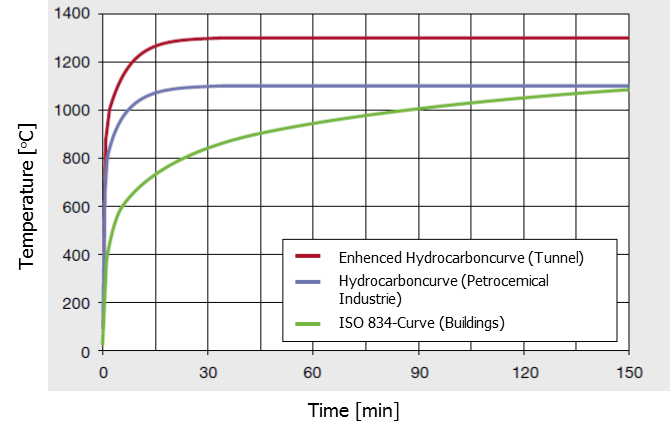 1400
1200
1000
800
600
400
200
0
Temperature [°C]
Enhenced Hydrocarboncurve (Tunnel)
Hydrocarboncurve (Petrocemical
Industrie)
ISO 834-Curve (Buildings)
0 30 60 90 120 150
Time [min]